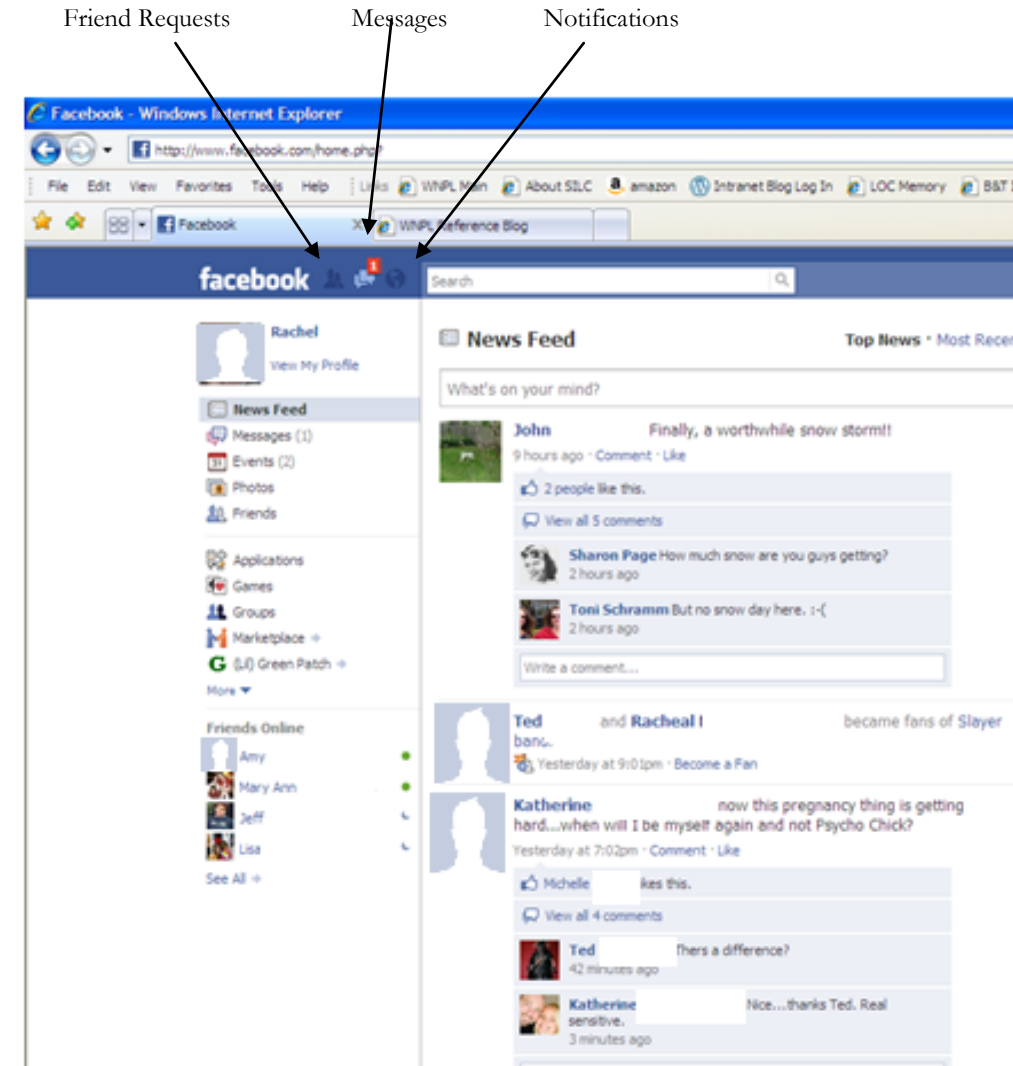 Friend Requests Messages Notifications
Facebook - Windows Internet Explorer
http://www.facebook.com/home.php?
File Edit View Favorites Tools Help Links WNPL Main About SILC amazon Intranet Blog Log In LOC Memory B&T
Facebook WNPL Reference Blog
facebook 1 Search
Rachel
View My Profile
News Feed
Messages (1)
Events (2)
Photos
Friends
Applications
Games
Groups
Marketplace
(Lil) Green Patch
More
Friends Online
Amy
Mary Ann
Jeff
Lisa
See All
News Feed Top News · Most Recen
What's on your mind?
John Finally, a worthwhile snow storm!!
9 hours ago · Comment · Like
2 people like this.
View all 5 comments
Sharon Page How much snow are you guys getting?
2 hours ago
Toni Schramm But no snow day here. :-(
2 hours ago
Write a comment...
Ted and Racheal I became fans of Slayer
Yesterday at 9:01pm · Become a Fan
Katherine now this pregnancy thing is getting
hard...when will I be myself again and not Psycho Chick?
Yesterday at 7:02pm · Comment · Like
Michelle kes this.
View all 4 comments
Ted Thers a difference?
42 minutes ago
Katherine Nice...thanks Ted. Real
sensitive.
3 minutes ago